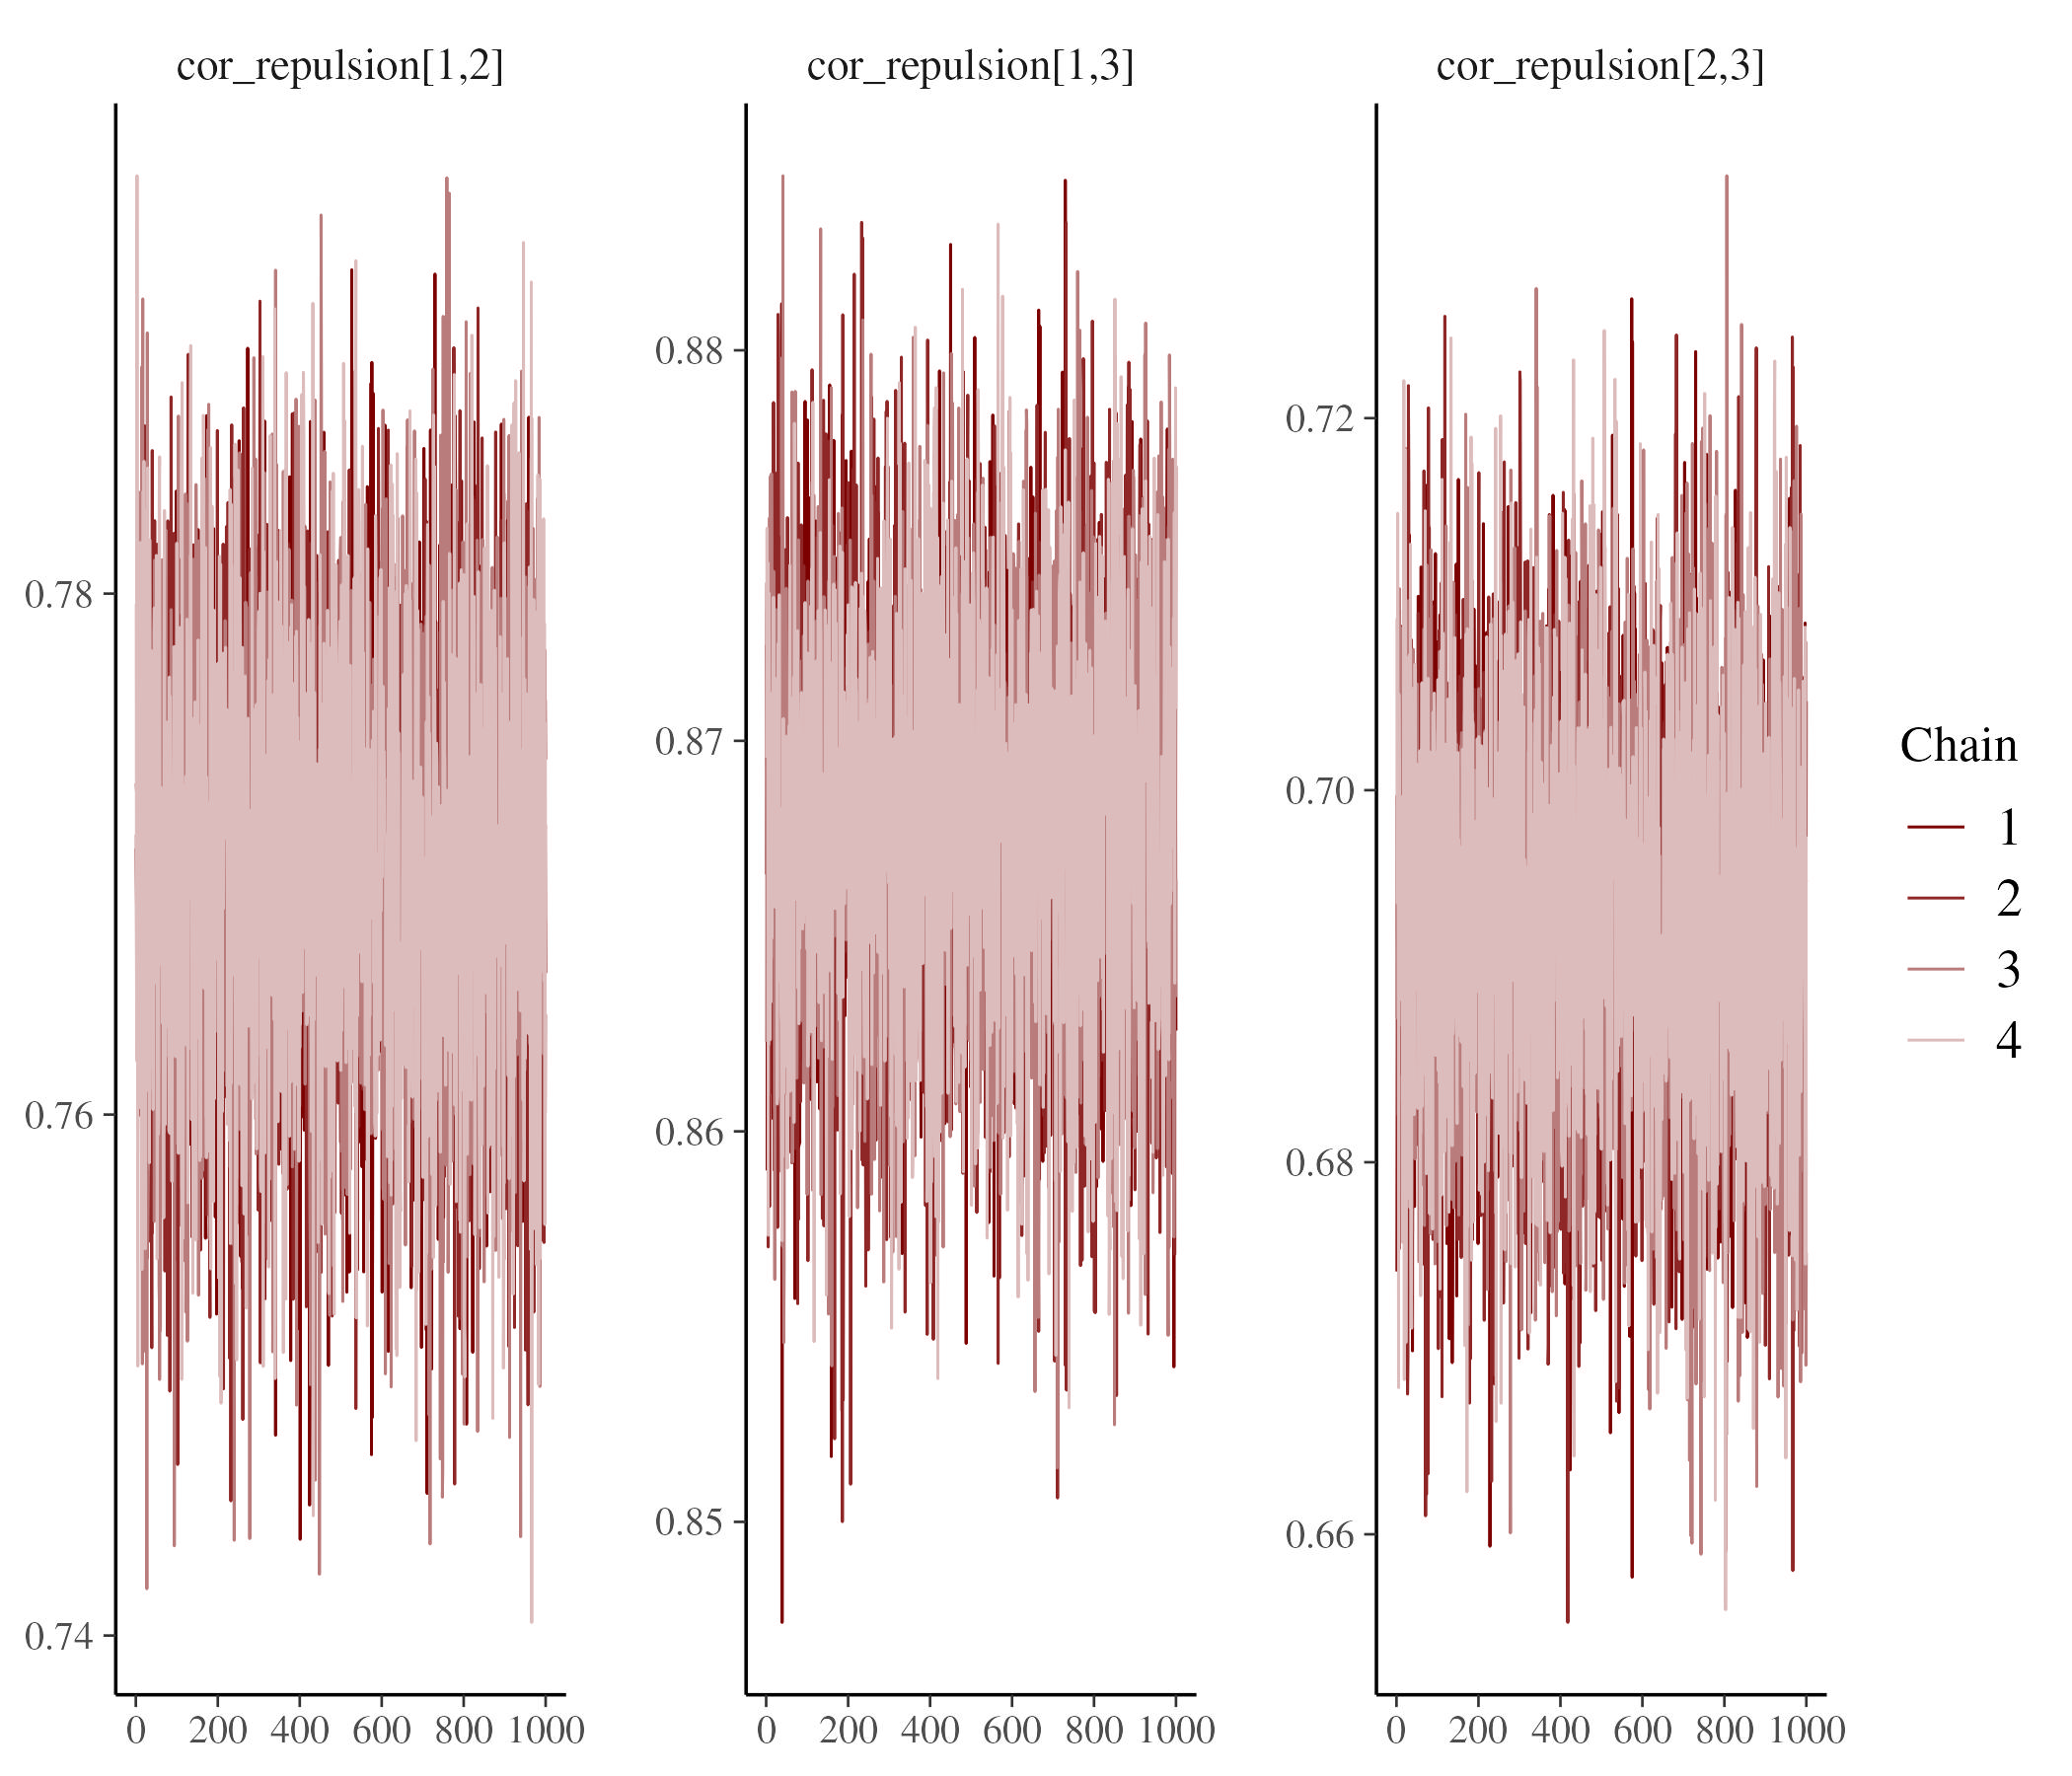 cor_repulsion[1,2]
0.78
0.76
0.74
0 200 400 600 800 1000
cor_repulsion[1,3]
0.88
0.87
0.86
0.85
0 200 400 600 800 1000
cor_repulsion[2,3]
0.72
0.70
0.68
0.66
0 200 400 600 800 1000
Chain
1
2
3
4